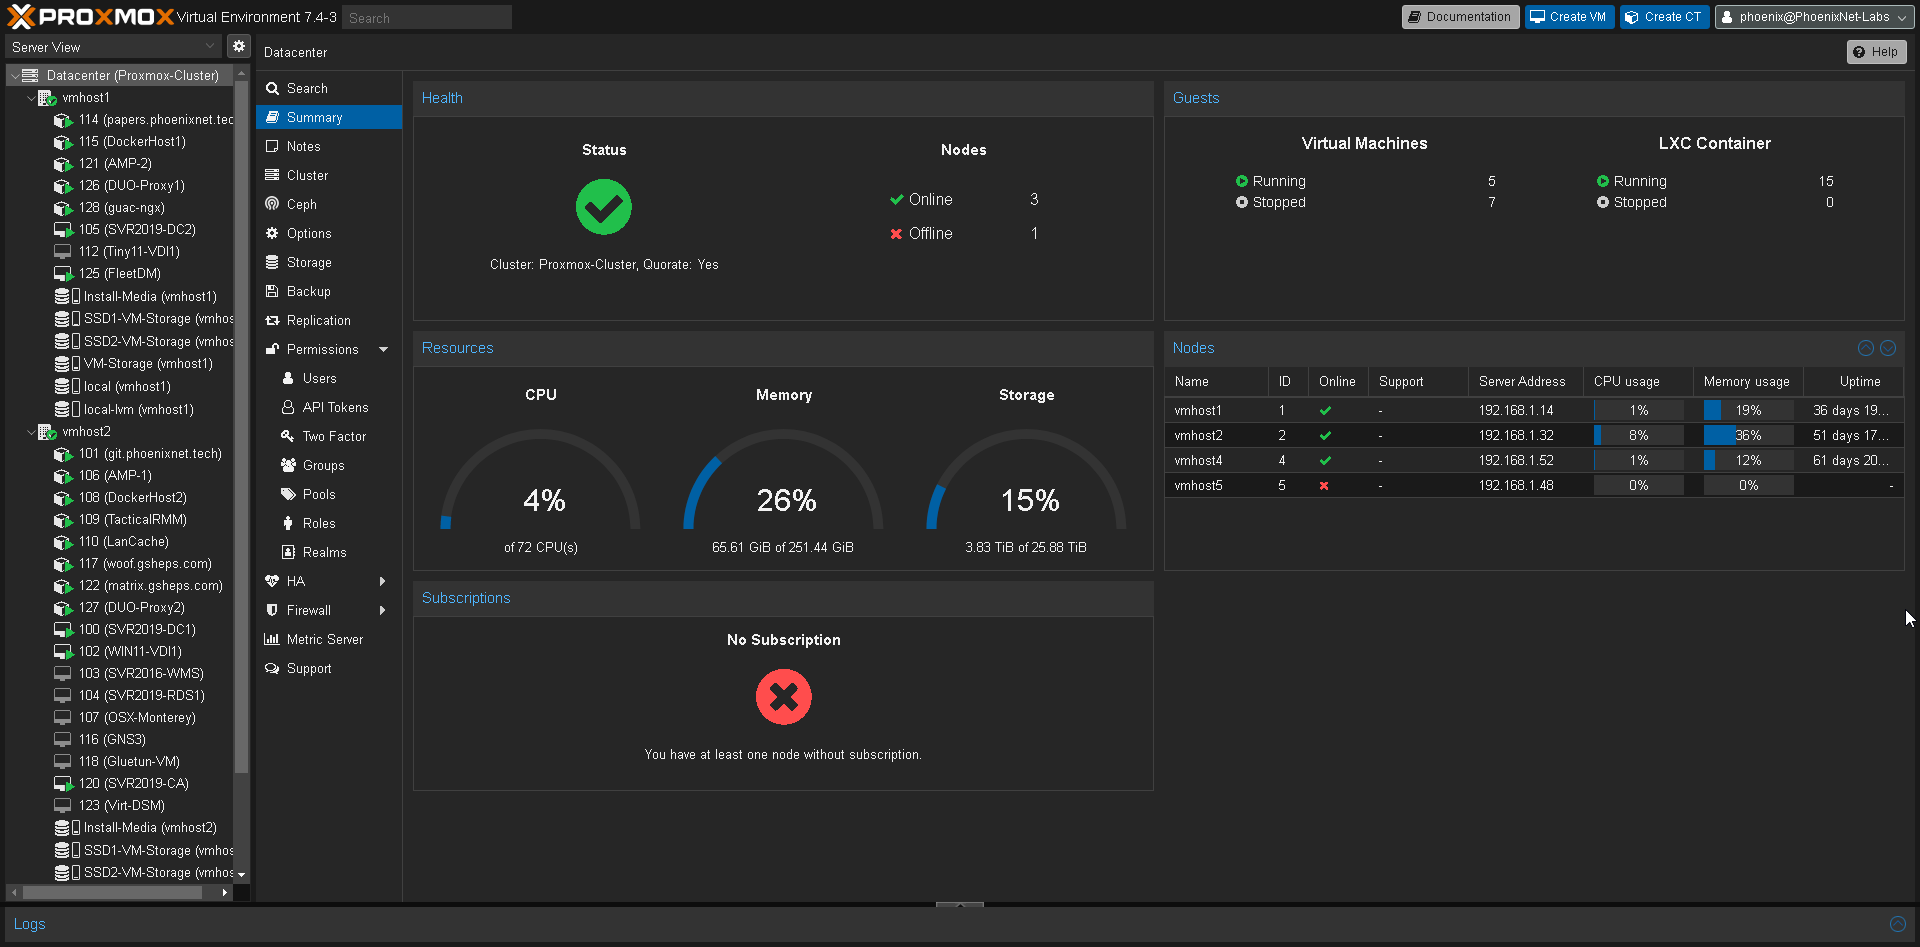 PROXMOX Virtual Environment 7.4-3 Search Documentation Create VM Create CT phoenix@PhoenixNet-Labs
Server View
Datacenter (Proxmox-Cluster)
vmhost1
114 (papers.phoenixnet.tec
115 (DockerHost1)
121 (AMP-2)
126 (DUO-Proxy1)
128 (guac-ngx)
105 (SVR2019-DC2)
112 (Tiny11-VDI1)
125 (FleetDM)
Install-Media (vmhost1)
SSD1-VM-Storage (vmhos
SSD2-VM-Storage (vmhos
VM-Storage (vmhost1)
local (vmhost1)
local-lvm (vmhost1)
vmhost2
101 (git.phoenixnet.tech)
106 (AMP-1)
108 (DockerHost2)
109 (TacticalRMM)
110 (LanCache)
117 (woof.gsheps.com)
122 (matrix.gsheps.com)
127 (DUO-Proxy2)
100 (SVR2019-DC1)
102 (WIN11-VDI1)
103 (SVR2016-WMS)
104 (SVR2019-RDS1)
107 (OSX-Monterey)
116 (GNS3)
118 (Gluetun-VM)
120 (SVR2019-CA)
123 (Virt-DSM)
Install-Media (vmhost2)
SSD1-VM-Storage (vmhos
SSD2-VM-Storage (vmhos
Datacenter Help
Search
Summary
Notes
Cluster
Ceph
Options
Storage
Backup
Replication
Permissions
Users
API Tokens
Two Factor
Groups
Pools
Roles
Realms
HA
Firewall
Metric Server
Support
Health
Status Nodes
Online 3
Offline 1
Cluster: Proxmox-Cluster, Quorate: Yes
Guests
Virtual Machines LXC Container
Running 5 Running 15
Stopped 7 Stopped 0
Resources
CPU Memory Storage
4% 26% 15%
of 72 CPU(s) 65.61 GiB of 251.44 GiB 3.83 TiB of 25.88 TiB
Nodes
Name ID Online Support Server Address CPU usage Memory usage Uptime
vmhost1 1 - 192.168.1.14 1% 19% 36 days 19...
vmhost2 2 - 192.168.1.32 8% 36% 51 days 17...
vmhost4 4 - 192.168.1.52 1% 12% 61 days 20...
vmhost5 5 - 192.168.1.48 0% 0% -
Subscriptions
No Subscription
You have at least one node without subscription.
Logs